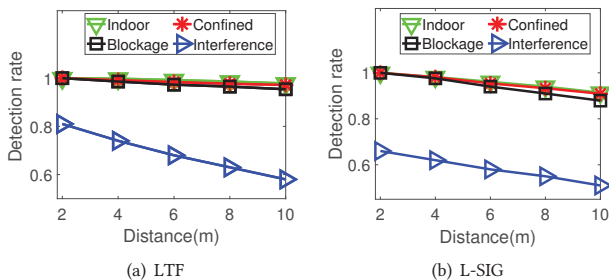 Indoor Confined
Blockage Interference
Detection rate
1
0.8
0.6
2 4 6 8 10
Distance(m)
(a) LTF
Indoor Confined
Blockage Interference
Detection rate
1
0.8
0.6
2 4 6 8 10
Distance(m)
(b) L-SIG